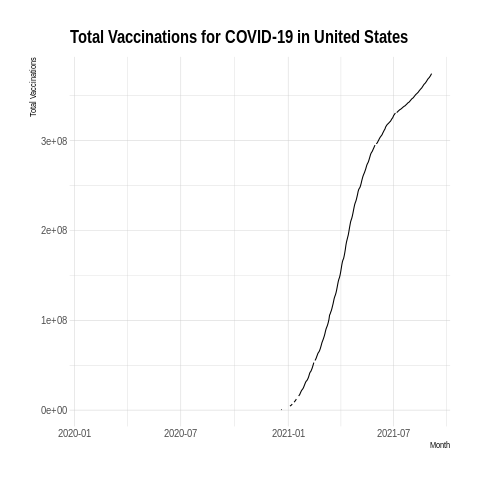 Total Vaccinations for COVID-19 in United States
Total Vaccinations
3e+08
2e+08
1e+08
0e+00
2020-01 2020-07 2021-01 2021-07
Month